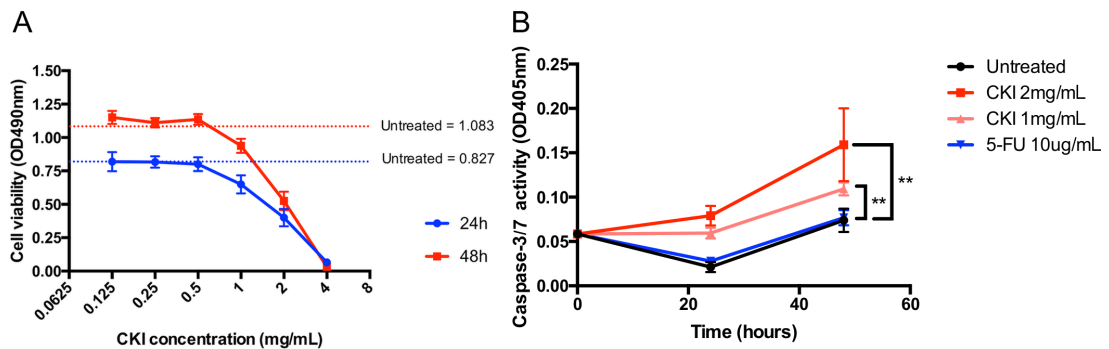 A
Cell viability (OD490nm)
1.50
1.25
1.00
0.75
0.50
0.25
0.00
0.0625
0.125
0.25
0.5
1
2
4
8
CKI concentration (mg/mL)
Untreated = 1.083
Untreated = 0.827
24h
48h
B
Caspase-3/7 activity (OD405nm)
0.25
0.20
0.15
0.10
0.05
0.00
0
20
40
60
Time (hours)
**
**
Untreated
CKI 2mg/mL
CKI 1mg/mL
5-FU 10ug/mL